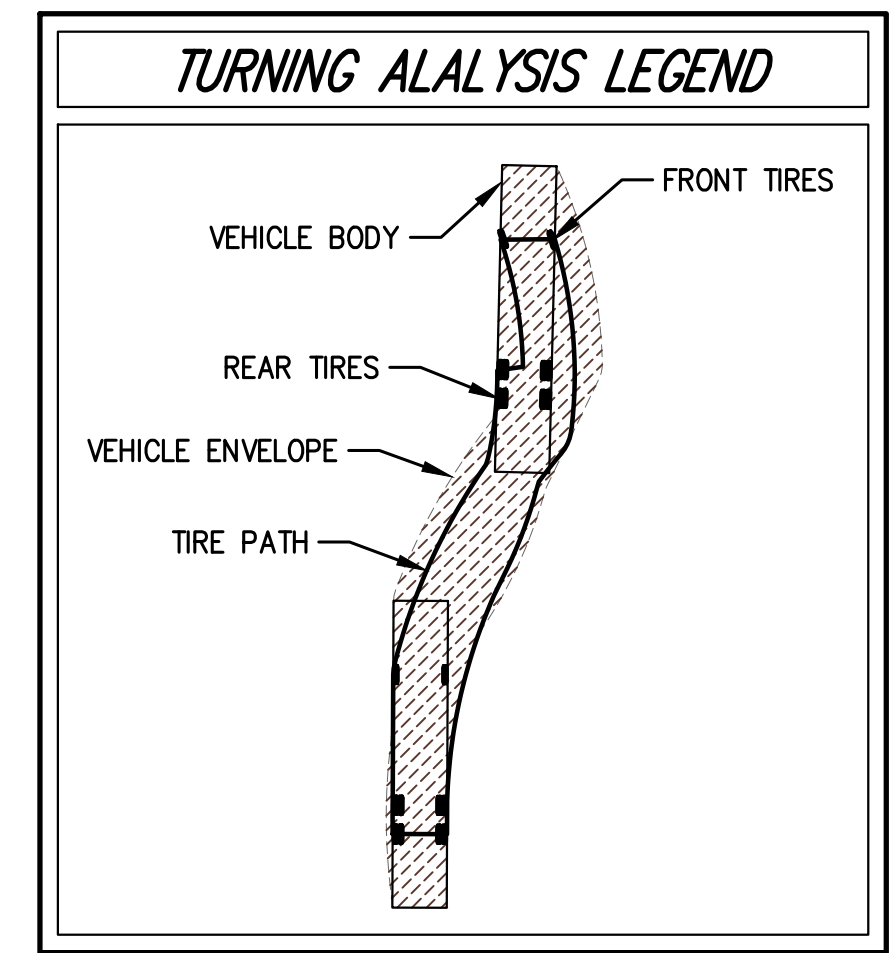 TURNING ALALYSIS LEGEND
FRONT TIRES
VEHICLE BODY
REAR TIRES
VEHICLE ENVELOPE
TIRE PATH